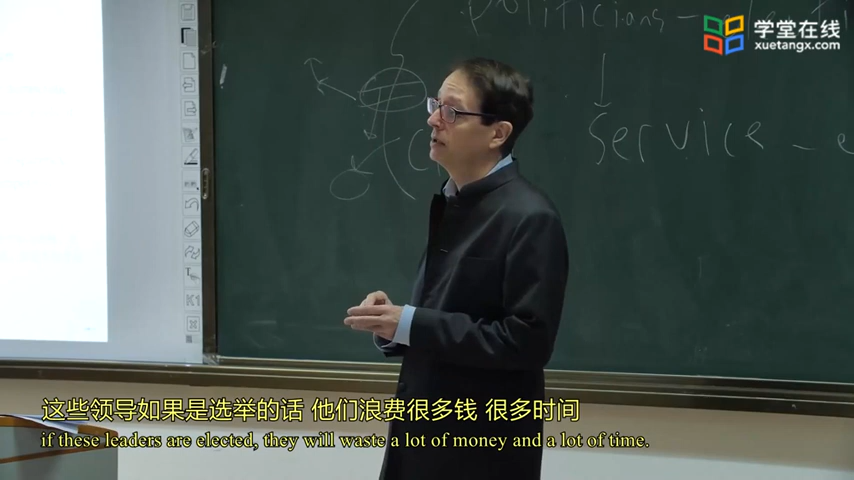 Politicians
学堂在线
xuetangx.com
Service - e
这些领导如果是选举的话 他们浪费很多钱 很多时间
if these leaders are elected, they will waste a lot of money and a lot of time.